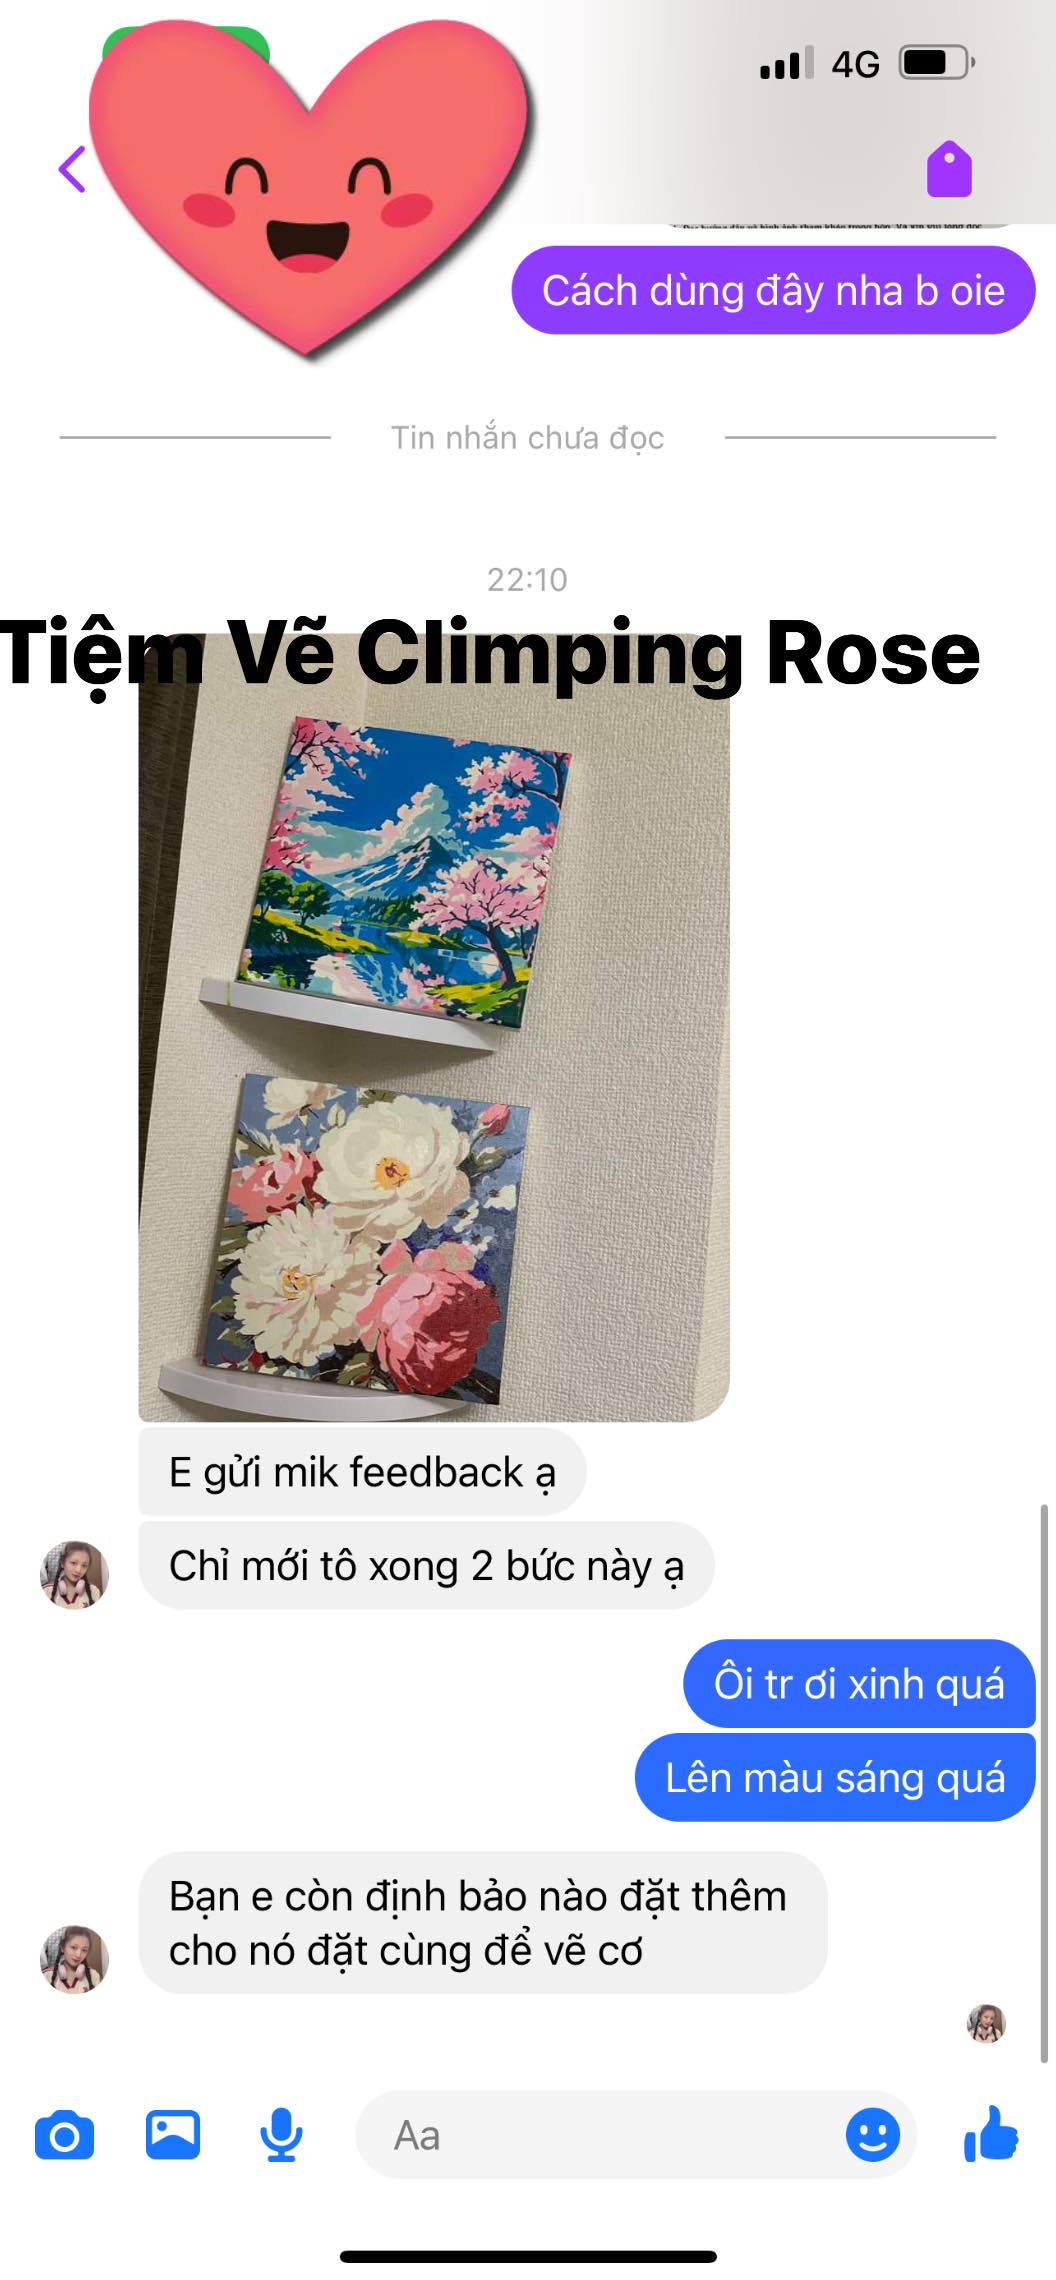 4G
Cách dùng đây nha b oie
Tin nhắn chưa đọc
22:10
Tiệm Vẽ Climping Rose
E gửi mik feedback ạ
Chỉ mới tô xong 2 bức này ạ
Ôi tr ơi xinh quá
Lên màu sáng quá
Bạn e còn định bảo nào đặt thêm
cho nó đặt cùng để vẽ cơ
Aa